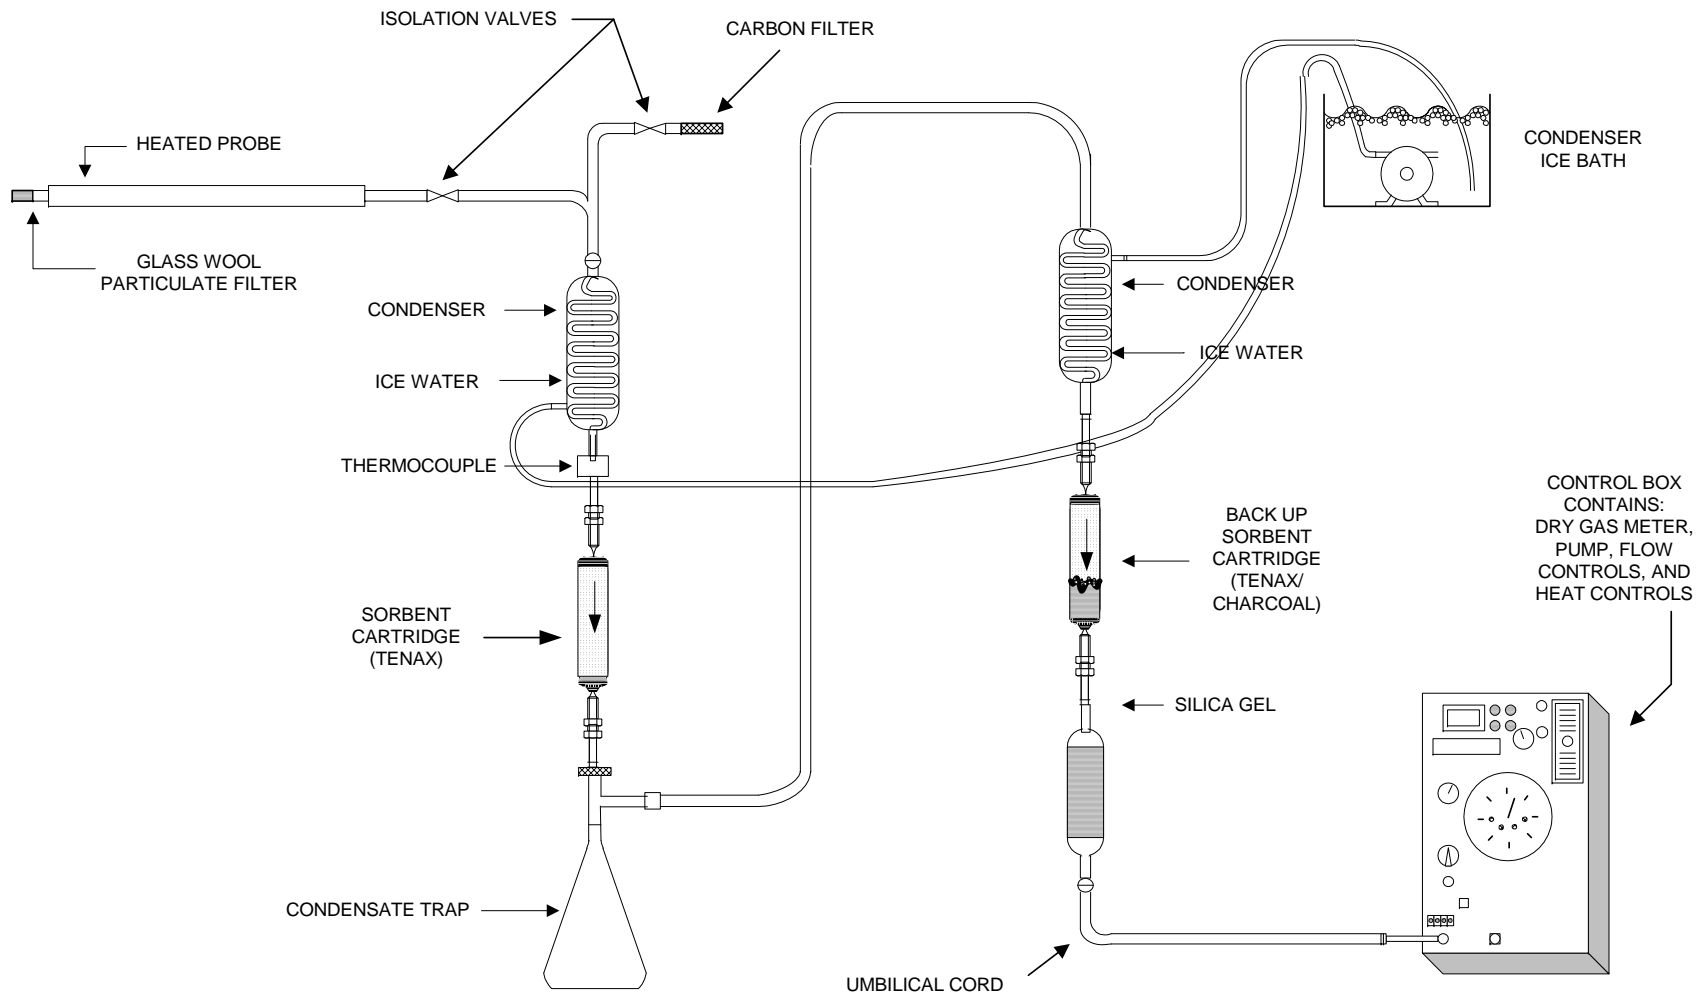 ISOLATION VALVES
CARBON FILTER
HEATED PROBE
CONDENSER
ICE BATH
GLASS WOOL
PARTICULATE FILTER
CONDENSER
ICE WATER
THERMOCOUPLE
CONDENSER
ICE WATER
SORBENT
CARTRIDGE
(TENAX)
BACK UP
SORBENT
CARTRIDGE
(TENAX/
CHARCOAL)
CONTROL BOX
CONTAINS:
DRY GAS METER,
PUMP, FLOW
CONTROLS, AND
HEAT CONTROLS
SILICA GEL
CONDENSATE TRAP
UMBILICAL CORD